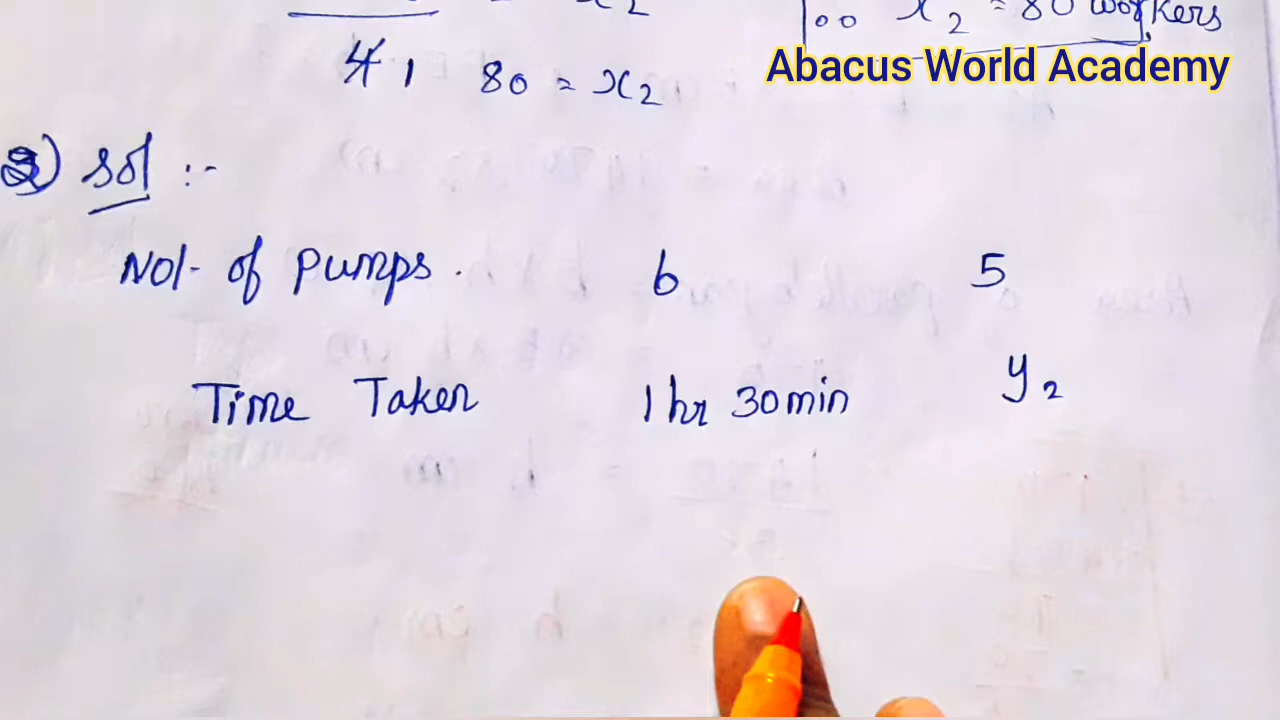 x₂ = 80 workers
Abacus World Academy
4 1 80 = x₂
2) Sol :-
No!. of Pumps. 6 5
Time Taken 1 hr 30 min y₂